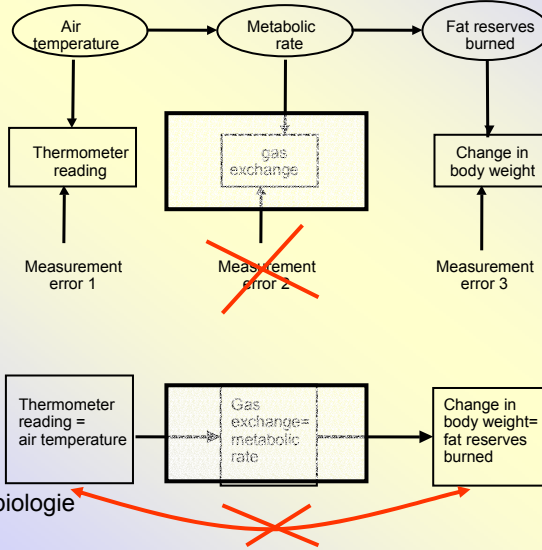 Air
temperature
Metabolic
rate
Fat reserves
burned
Thermometer
reading
gas
exchange
Change in
body weight
Measurement
error 1
Measurement
error 2
Measurement
error 3
Thermometer
reading =
air temperature
Gas
exchange=
metabolic
rate
Change in
body weight=
fat reserves
burned
biologie